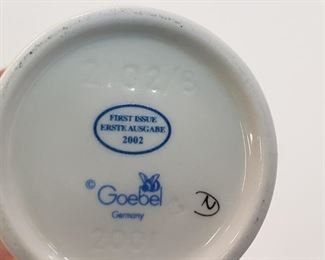 FIRST ISSUE
ERSTE AUSGABE
2002
© Goebel
Germany